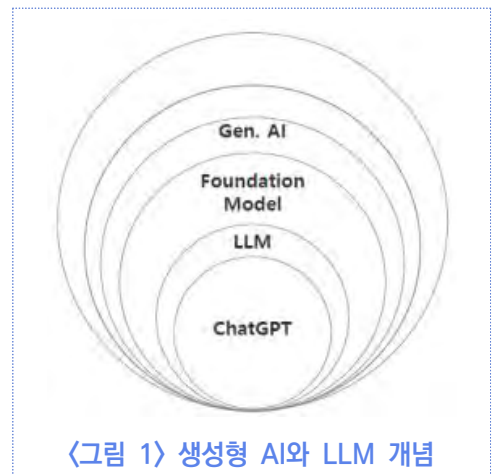 Gen. AI
Foundation
Model
LLM
ChatGPT
〈그림 1〉 생성형 AI와 LLM 개념